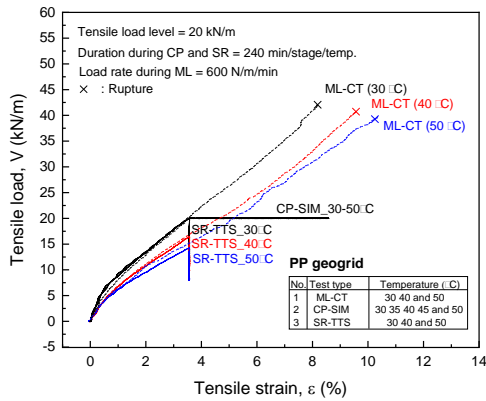 60
55
50
45
40
35
30
25
20
15
10
5
0
-5
Tensile load, V (kN/m)
Tensile load level = 20 kN/m
Duration during CP and SR = 240 min/stage/temp.
Load rate during ML = 600 N/m/min
× : Rupture
ML-CT (30 □C)
ML-CT (40 □C)
ML-CT (50 □C)
CP-SIM_30-50□C
SR-TTS_30□C
SR-TTS_40□C
SR-TTS_50□C
PP geogrid
No. Test type Temperature (□C)
1 ML-CT 30 40 and 50
2 CP-SIM 30 35 40 45 and 50
3 SR-TTS 30 40 and 50
0 2 4 6 8 10 12 14
Tensile strain, ε (%)